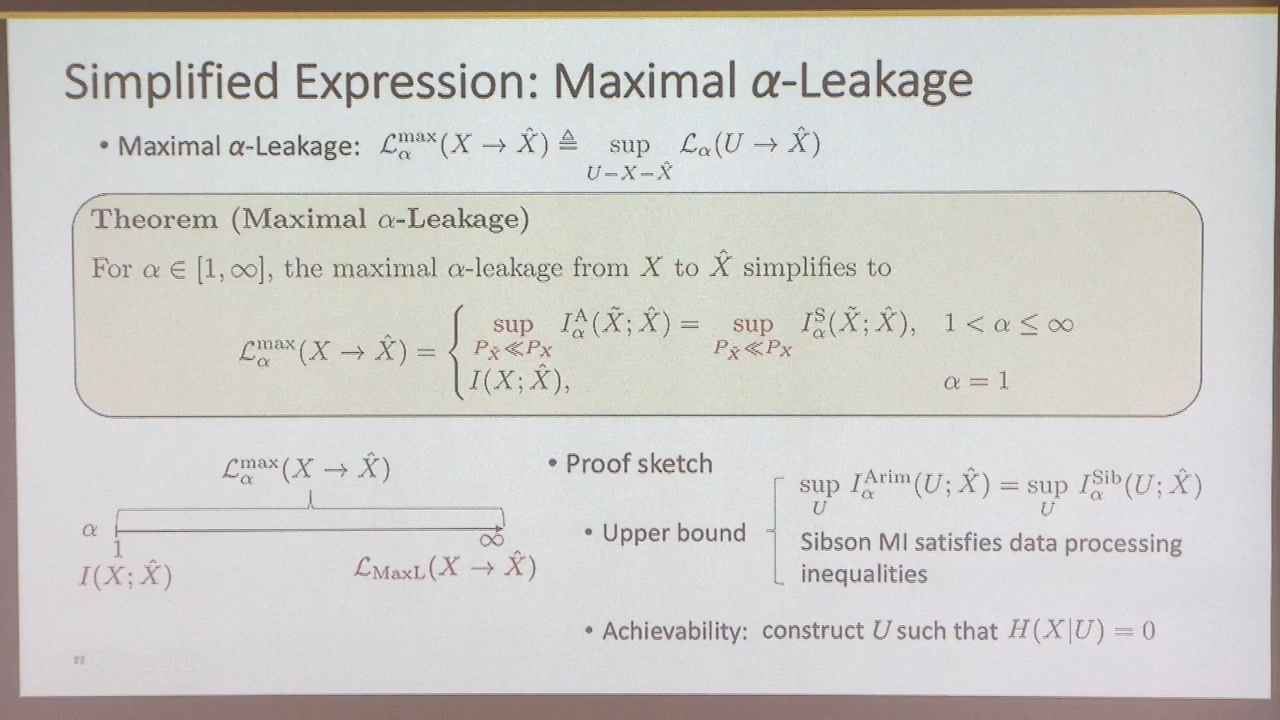 Simplified Expression: Maximal α-Leakage
• Maximal α-Leakage: ℒ_α^max(X → X̂) ≜ sup_{U−X−X̂} ℒ_α(U → X̂)
Theorem (Maximal α-Leakage)
For α ∈ [1, ∞], the maximal α-leakage from X to X̂ simplifies to
ℒ_α^max(X → X̂) = { sup_{P_X̃≪P_X} I_α^A(X̃; X̂) = sup_{P_X̃≪P_X} I_α^S(X̃; X̂), 1 < α ≤ ∞
I(X; X̂), α = 1
ℒ_α^max(X → X̂)
α
1
∞
I(X; X̂)
ℒ_MaxL(X → X̂)
• Proof sketch
• Upper bound
sup_U I_α^Arim(U; X̂) = sup_U I_α^Sib(U; X̂)
Sibson MI satisfies data processing
inequalities
• Achievability: construct U such that H(X|U) = 0